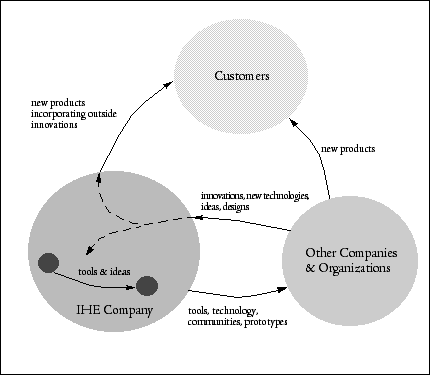 Customers
new products
incorporating outside
innovations
new products
innovations, new technologies,
ideas, designs
Other Companies
& Organizations
tools & ideas
IHE Company
tools, technology,
communities, prototypes